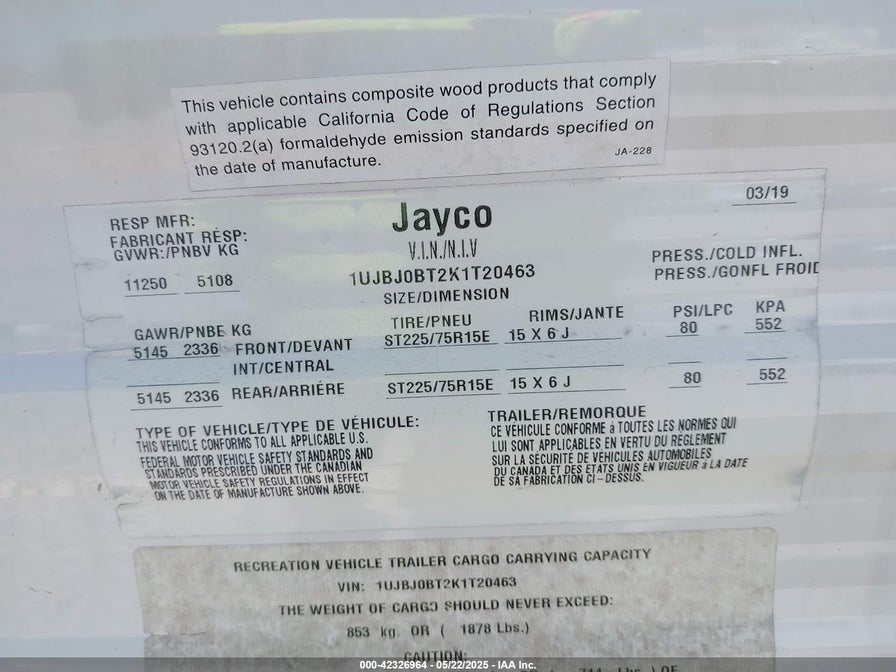 This vehicle contains composite wood products that comply
with applicable California Code of Regulations Section
93120.2(a) formaldehyde emission standards specified on
the date of manufacture.
JA-228
03/19
Jayco
RESP MFR:
FABRICANT RÉSP:
GVWR:/PNBV KG
V.I.N./N.I.V
11250 5108
1UJBJ0BT2K1T20463
PRESS./COLD INFL.
PRESS./GONFL FROID
SIZE/DIMENSION
GAWR/PNBE KG
TIRE/PNEU
RIMS/JANTE
PSI/LPC
KPA
5145 2336 FRONT/DEVANT ST225/75R15E 15 X 6 J 80 552
INT/CENTRAL
5145 2336 REAR/ARRIÉRE ST225/75R15E 15 X 6 J 80 552
TYPE OF VEHICLE/TYPE DE VÉHICULE:
TRAILER/REMORQUE
THIS VEHICLE CONFORMS TO ALL APPLICABLE U.S.
FEDERAL MOTOR VEHICLE SAFETY STANDARDS AND
STANDARDS PRESCRIBED UNDER THE CANADIAN
MOTOR VEHICLE SAFETY REGULATIONS IN EFFECT
ON THE DATE OF MANUFACTURE SHOWN ABOVE.
CE VÉHICULE CONFORME à TOUTES LES NORMES QUI
LUI SONT APPLICABLES EN VERTU DU RÉGLEMENT
SUR LA SÉCURITÉ DE VÉHICULES AUTOMOBILES
DU CANADA ET DES ETATS UNIS EN VIGUEUR à LA DATE
DE SA FABRICATION CI-DESSUS.
RECREATION VEHICLE TRAILER CARGO CARRYING CAPACITY
VIN: 1UJBJ0BT2K1T20463
THE WEIGHT OF CARGO SHOULD NEVER EXCEED:
853 kg. OR ( 1878 Lbs.)
CAUTION:
000-42326964 - 05/22/2025 - IAA Inc.